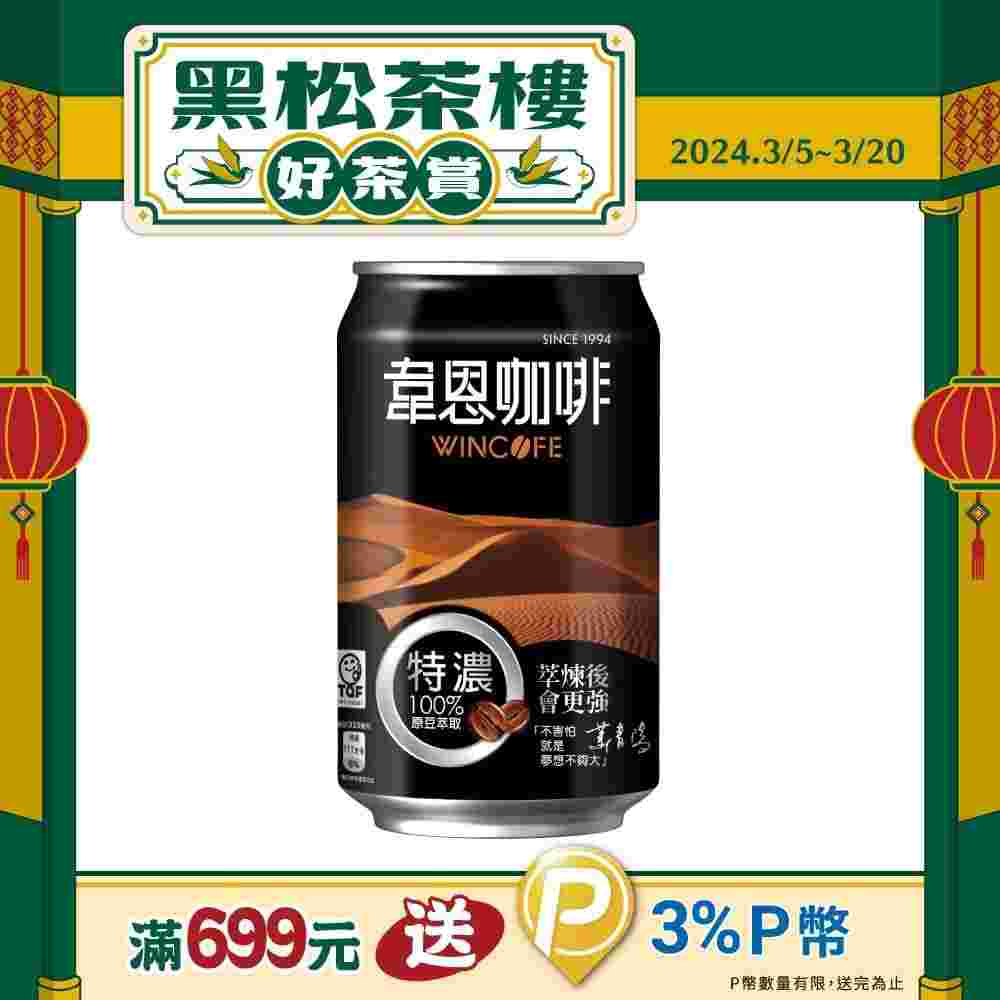 黑松茶樓
好茶賞
2024.3/5~3/20
SINCE 1994
韋恩咖啡
WINCOFE
特濃
100%
原豆萃取
萃煉後
會更強
「不害怕
就是
夢想不夠大」
TQF
滿699元送
P
3%P幣
P幣數量有限，送完為止